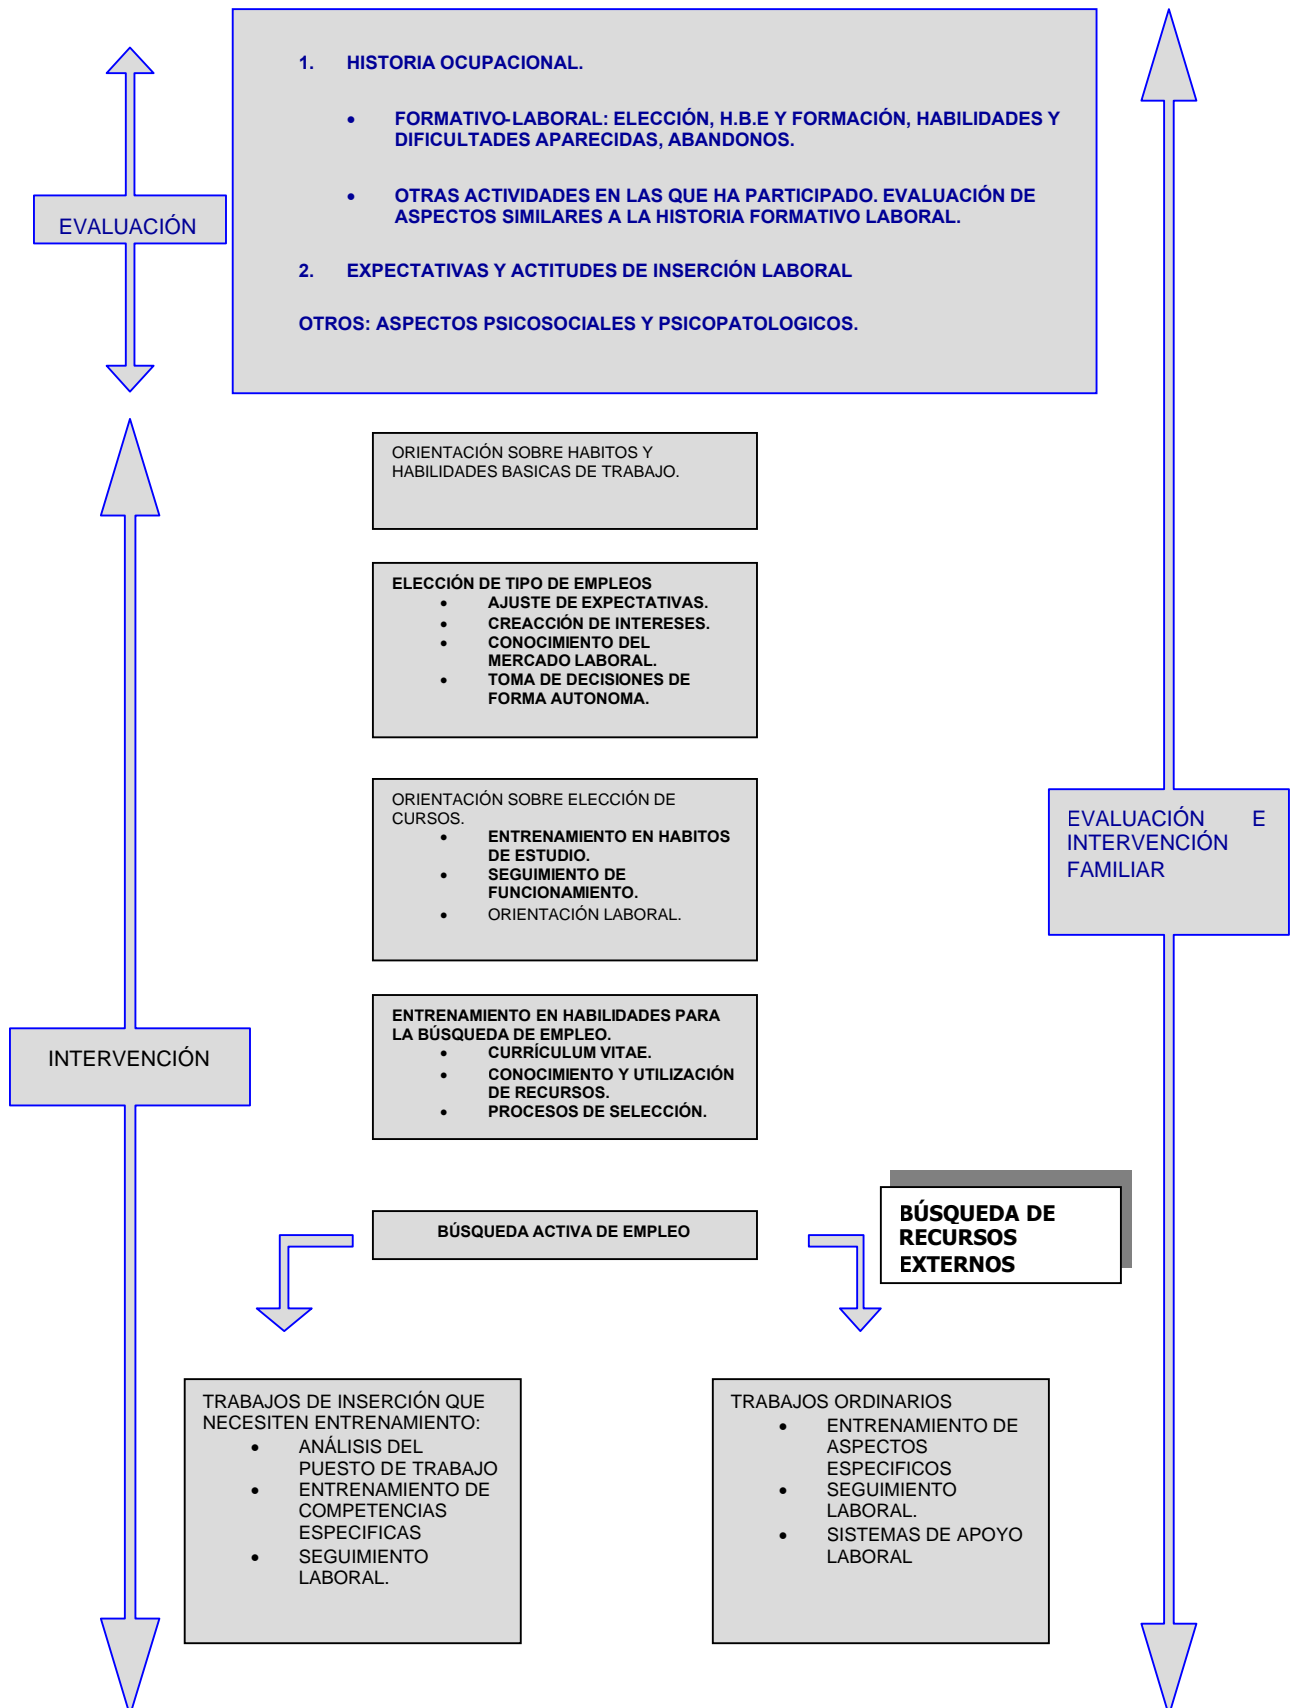 1. HISTORIA OCUPACIONAL.
• FORMATIVO-LABORAL: ELECCIÓN, H.B.E Y FORMACIÓN, HABILIDADES Y
DIFICULTADES APARECIDAS, ABANDONOS.
• OTRAS ACTIVIDADES EN LAS QUE HA PARTICIPADO. EVALUACIÓN DE
ASPECTOS SIMILARES A LA HISTORIA FORMATIVO LABORAL.
2. EXPECTATIVAS Y ACTITUDES DE INSERCIÓN LABORAL
OTROS: ASPECTOS PSICOSOCIALES Y PSICOPATOLOGICOS.
EVALUACIÓN
ORIENTACIÓN SOBRE HABITOS Y
HABILIDADES BASICAS DE TRABAJO.
ELECCIÓN DE TIPO DE EMPLEOS
• AJUSTE DE EXPECTATIVAS.
• CREACCIÓN DE INTERESES.
• CONOCIMIENTO DEL
MERCADO LABORAL.
• TOMA DE DECISIONES DE
FORMA AUTONOMA.
ORIENTACIÓN SOBRE ELECCIÓN DE
CURSOS.
• ENTRENAMIENTO EN HABITOS
DE ESTUDIO.
• SEGUIMIENTO DE
FUNCIONAMIENTO.
• ORIENTACIÓN LABORAL.
EVALUACIÓN E
INTERVENCIÓN
FAMILIAR
ENTRENAMIENTO EN HABILIDADES PARA
LA BÚSQUEDA DE EMPLEO.
• CURRÍCULUM VITAE.
• CONOCIMIENTO Y UTILIZACIÓN
DE RECURSOS.
• PROCESOS DE SELECCIÓN.
INTERVENCIÓN
BÚSQUEDA ACTIVA DE EMPLEO
BÚSQUEDA DE
RECURSOS
EXTERNOS
TRABAJOS DE INSERCIÓN QUE
NECESITEN ENTRENAMIENTO:
• ANÁLISIS DEL
PUESTO DE TRABAJO
• ENTRENAMIENTO DE
COMPETENCIAS
ESPECIFICAS
• SEGUIMIENTO
LABORAL.
TRABAJOS ORDINARIOS
• ENTRENAMIENTO DE
ASPECTOS
ESPECIFICOS
• SEGUIMIENTO
LABORAL.
• SISTEMAS DE APOYO
LABORAL